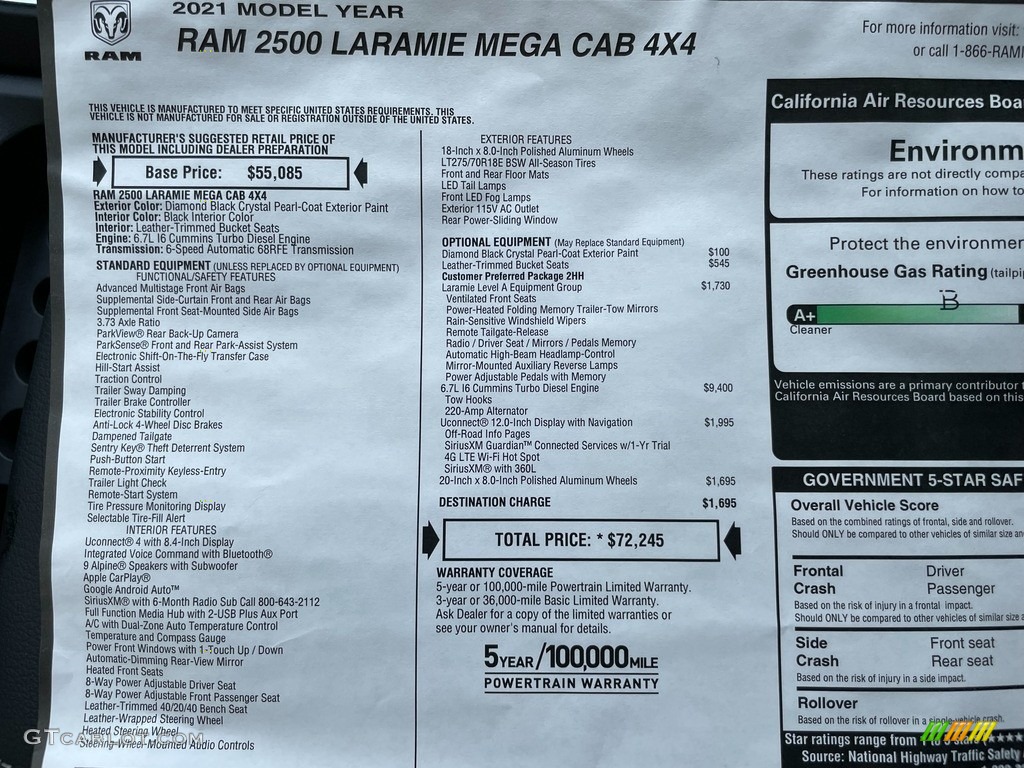 2021 MODEL YEAR
RAM 2500 LARAMIE MEGA CAB 4X4
RAM
For more information visit:
or call 1-866-RAM
THIS VEHICLE IS MANUFACTURED TO MEET SPECIFIC UNITED STATES REQUIREMENTS. THIS
VEHICLE IS NOT MANUFACTURED FOR SALE OR REGISTRATION OUTSIDE OF THE UNITED STATES.
MANUFACTURER'S SUGGESTED RETAIL PRICE OF
THIS MODEL INCLUDING DEALER PREPARATION
Base Price: $55,085
RAM 2500 LARAMIE MEGA CAB 4X4
Exterior Color: Diamond Black Crystal Pearl-Coat Exterior Paint
Interior Color: Black Interior Color
Interior: Leather-Trimmed Bucket Seats
Engine: 6.7L I6 Cummins Turbo Diesel Engine
Transmission: 6-Speed Automatic 68RFE Transmission
STANDARD EQUIPMENT (UNLESS REPLACED BY OPTIONAL EQUIPMENT)
FUNCTIONAL/SAFETY FEATURES
Advanced Multistage Front Air Bags
Supplemental Side-Curtain Front and Rear Air Bags
Supplemental Front Seat-Mounted Side Air Bags
3.73 Axle Ratio
ParkView® Rear Back-Up Camera
ParkSense® Front and Rear Park-Assist System
Electronic Shift-On-The-Fly Transfer Case
Hill-Start Assist
Traction Control
Trailer Sway Damping
Trailer Brake Controller
Electronic Stability Control
Anti-Lock 4-Wheel Disc Brakes
Dampened Tailgate
Sentry Key® Theft Deterrent System
Push-Button Start
Remote-Proximity Keyless-Entry
Trailer Light Check
Remote-Start System
Tire Pressure Monitoring Display
Selectable Tire-Fill Alert
INTERIOR FEATURES
Uconnect® 4 with 8.4-Inch Display
Integrated Voice Command with Bluetooth®
9 Alpine® Speakers with Subwoofer
Apple CarPlay®
Google Android Auto™
SiriusXM® with 6-Month Radio Sub Call 800-643-2112
Full Function Media Hub with 2-USB Plus Aux Port
A/C with Dual-Zone Auto Temperature Control
Temperature and Compass Gauge
Power Front Windows with 1-Touch Up / Down
Automatic-Dimming Rear-View Mirror
Heated Front Seats
8-Way Power Adjustable Driver Seat
8-Way Power Adjustable Front Passenger Seat
Leather-Trimmed 40/20/40 Bench Seat
Leather-Wrapped Steering Wheel
Heated Steering Wheel
Steering-Wheel-Mounted Audio Controls
EXTERIOR FEATURES
18-Inch x 8.0-Inch Polished Aluminum Wheels
LT275/70R18E BSW All-Season Tires
Front and Rear Floor Mats
LED Tail Lamps
Front LED Fog Lamps
Exterior 115V AC Outlet
Rear Power-Sliding Window
OPTIONAL EQUIPMENT (May Replace Standard Equipment)
Diamond Black Crystal Pearl-Coat Exterior Paint $100
Leather-Trimmed Bucket Seats $545
Customer Preferred Package 2HH
Laramie Level A Equipment Group $1,730
Ventilated Front Seats
Power-Heated Folding Memory Trailer-Tow Mirrors
Rain-Sensitive Windshield Wipers
Remote Tailgate-Release
Radio / Driver Seat / Mirrors / Pedals Memory
Automatic High-Beam Headlamp-Control
Mirror-Mounted Auxiliary Reverse Lamps
Power Adjustable Pedals with Memory
6.7L I6 Cummins Turbo Diesel Engine $9,400
Tow Hooks
220-Amp Alternator
Uconnect® 12.0-Inch Display with Navigation $1,995
Off-Road Info Pages
SiriusXM Guardian™ Connected Services w/1-Yr Trial
4G LTE Wi-Fi Hot Spot
SiriusXM® with 360L
20-Inch x 8.0-Inch Polished Aluminum Wheels $1,695
DESTINATION CHARGE $1,695
TOTAL PRICE: * $72,245
WARRANTY COVERAGE
5-year or 100,000-mile Powertrain Limited Warranty.
3-year or 36,000-mile Basic Limited Warranty.
Ask Dealer for a copy of the limited warranties or
see your owner's manual for details.
5YEAR/100,000MILE
POWERTRAIN WARRANTY
California Air Resources Boa
Environm
These ratings are not directly compa
For information on how to
Protect the environmen
Greenhouse Gas Rating (tailpip
B
A+
Cleaner
Vehicle emissions are a primary contributor t
California Air Resources Board based on this
GOVERNMENT 5-STAR SAF
Overall Vehicle Score
Based on the combined ratings of frontal, side and rollover.
Should ONLY be compared to other vehicles of similar size an
Frontal Driver
Crash Passenger
Based on the risk of injury in a frontal impact.
Should ONLY be compared to other vehicles of similar size a
Side Front seat
Crash Rear seat
Based on the risk of injury in a side impact.
Rollover
Based on the risk of rollover in a single-vehicle crash.
Star ratings range from 1 to 5 stars
Source: National Highway Traffic Safety
GTcarlot.com